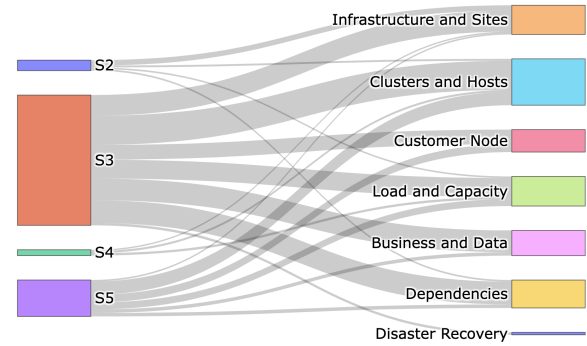 S2
S3
S4
S5
Infrastructure and Sites
Clusters and Hosts
Customer Node
Load and Capacity
Business and Data
Dependencies
Disaster Recovery